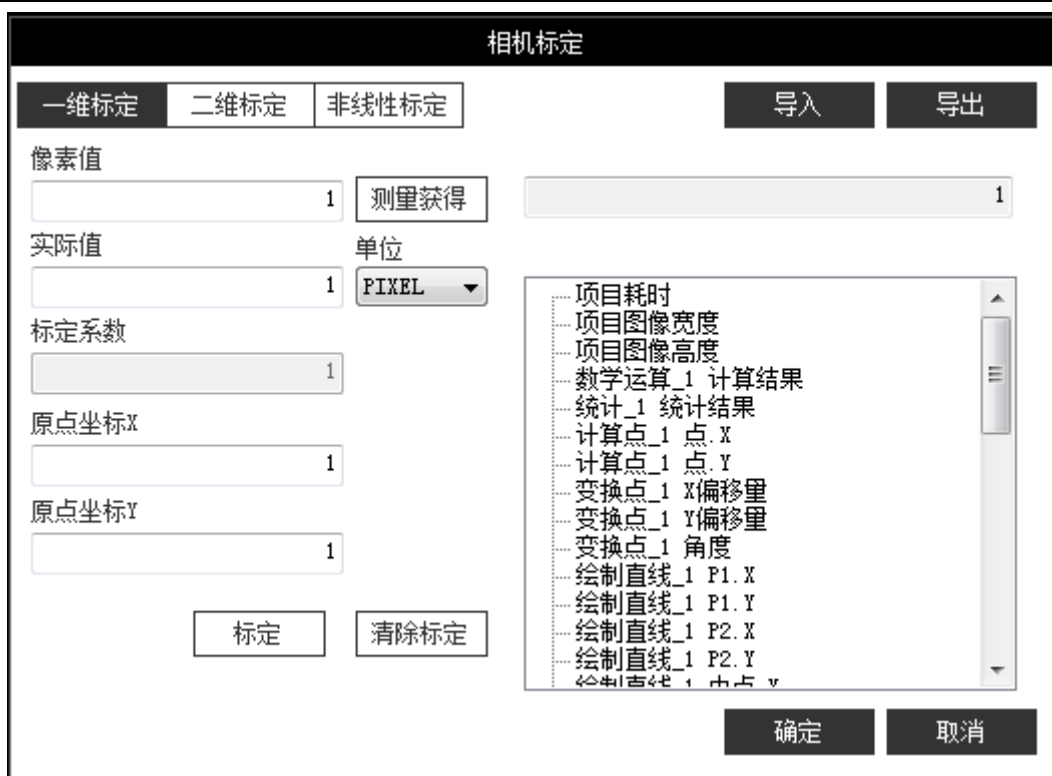 相机标定
一维标定 二维标定 非线性标定 导入 导出
像素值
1 测量获得 1
实际值 单位
1 PIXEL
标定系数
1
原点坐标X
1
原点坐标Y
1
标定 清除标定
项目耗时
项目图像宽度
项目图像高度
数学运算_1 计算结果
统计_1 统计结果
计算点_1 点.X
计算点_1 点.Y
变换点_1 X偏移量
变换点_1 Y偏移量
变换点_1 角度
绘制直线_1 P1.X
绘制直线_1 P1.Y
绘制直线_1 P2.X
绘制直线_1 P2.Y
绘制直线_1 中点.X
确定 取消